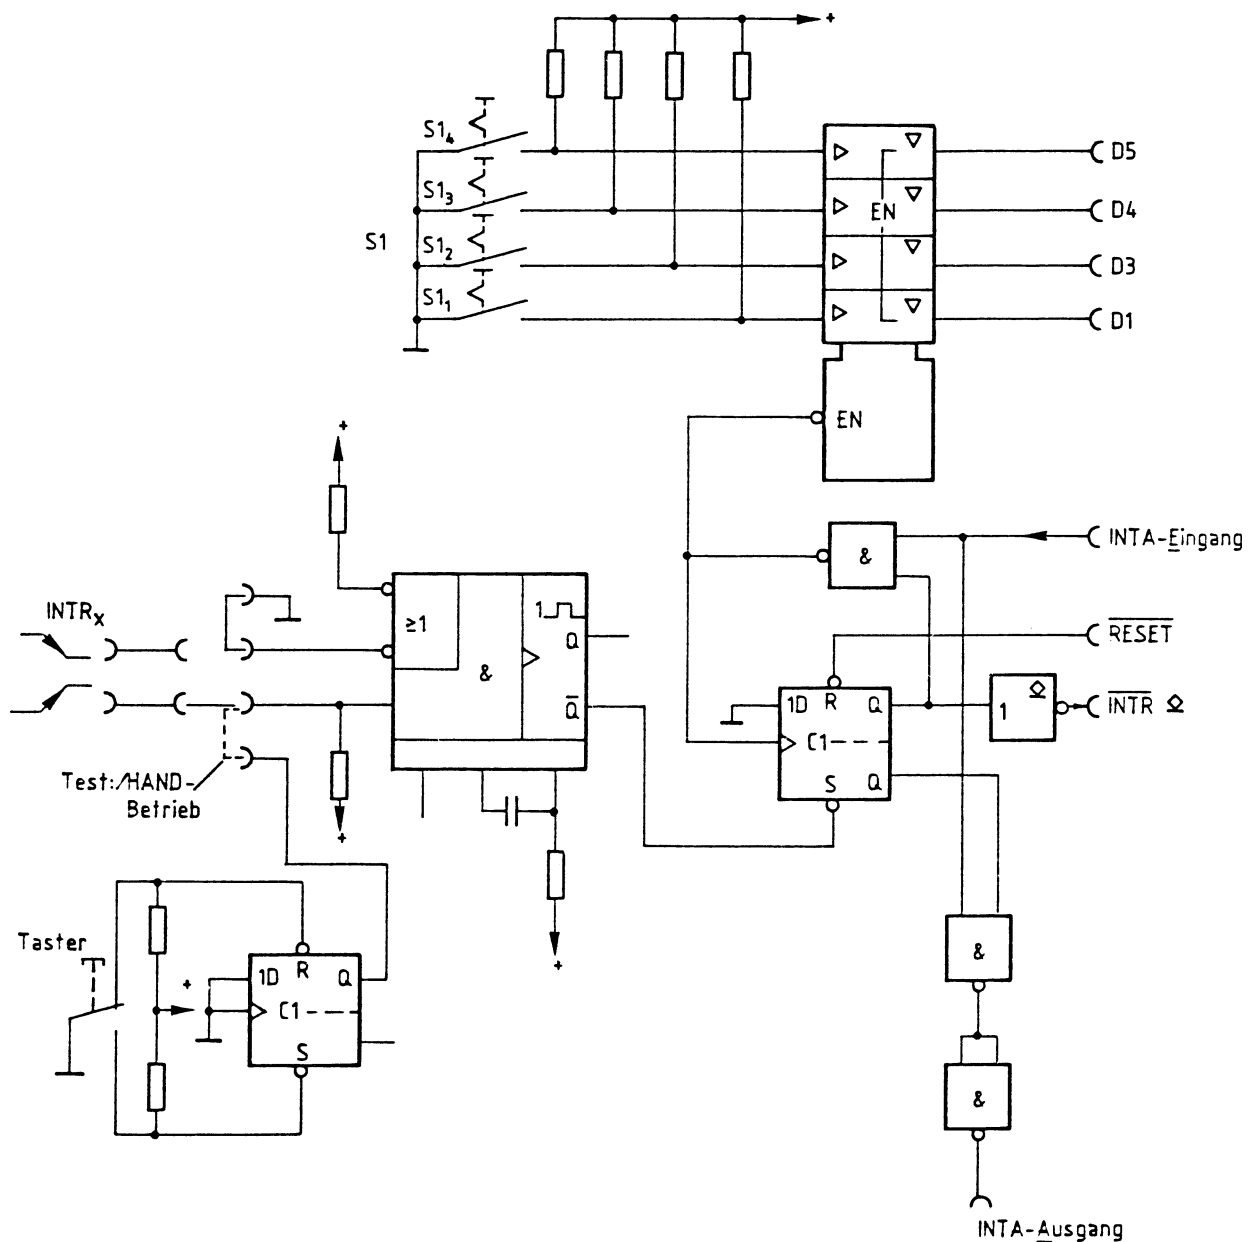 +
S1₄
D5
S1₃
EN
D4
S1
S1₂
D3
S1₁
D1
EN
+
&
INTA-Eingang
INTRₓ
≥1
1
Q
RESET
&
1D R Q
1
INTR
Q
C1
Test:/HAND-
Betrieb
S Q
+
Taster
+
1D R Q
+
&
C1
S
&
INTA-Ausgang